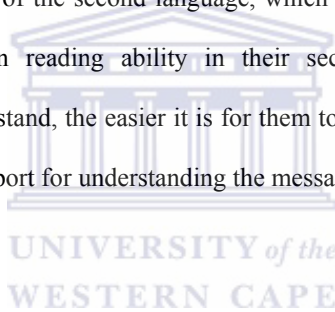 of the second language, which
n reading ability in their sec
stand, the easier it is for them to
port for understanding the messa
UNIVERSITY of the
WESTERN CAPE